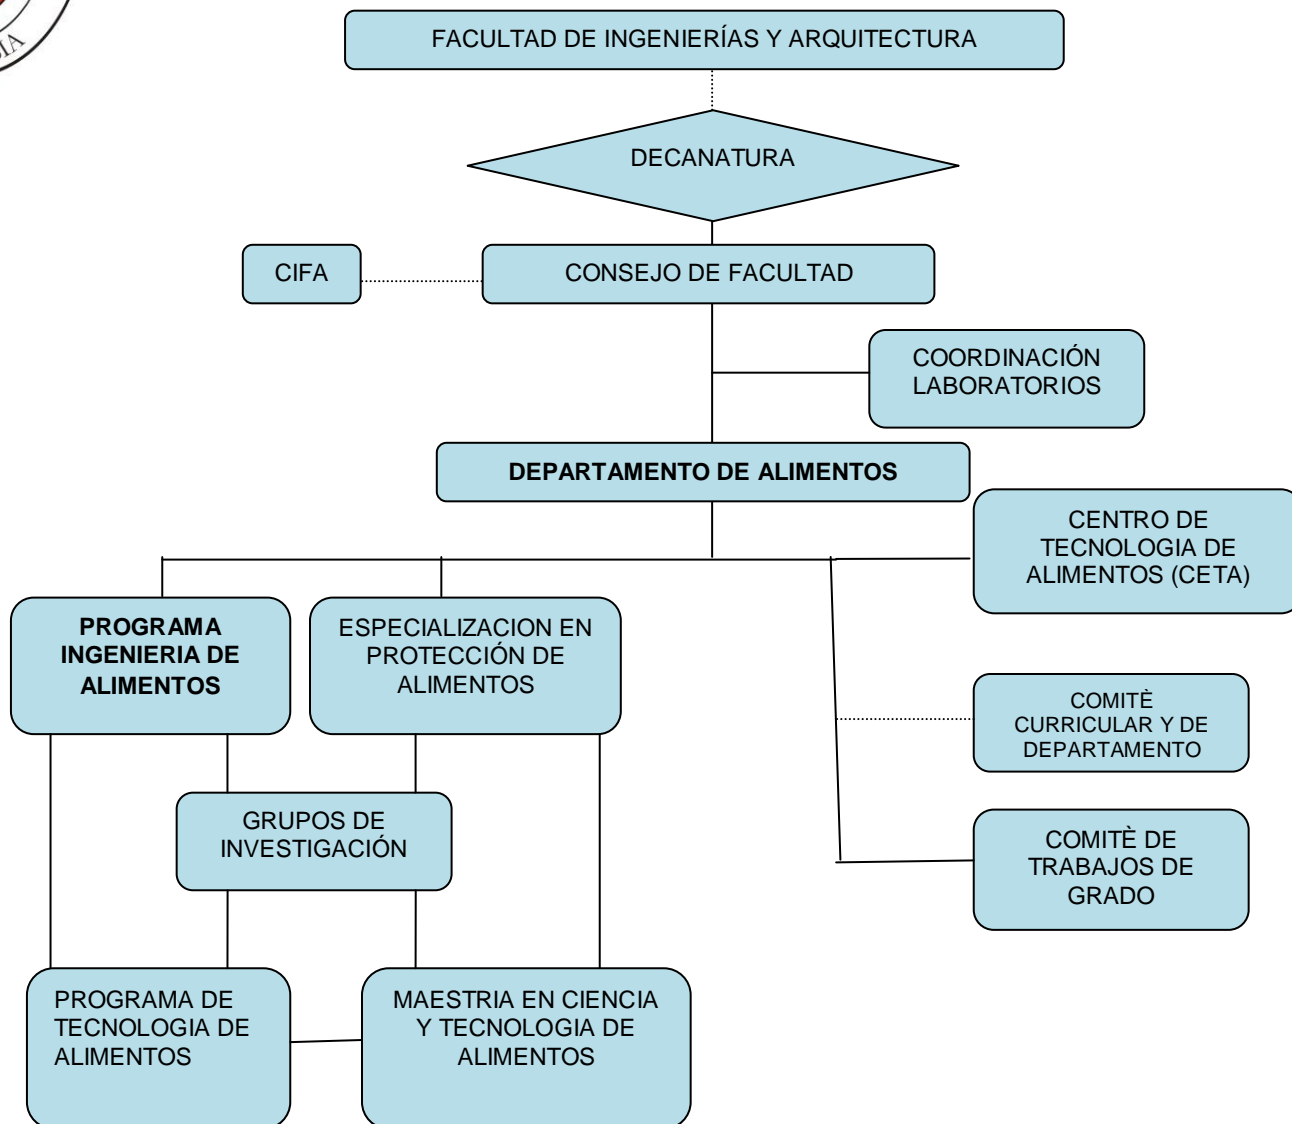 FACULTAD DE INGENIERÍAS Y ARQUITECTURA
DECANATURA
CIFA
CONSEJO DE FACULTAD
COORDINACIÓN
LABORATORIOS
DEPARTAMENTO DE ALIMENTOS
CENTRO DE
TECNOLOGIA DE
ALIMENTOS (CETA)
PROGRAMA
INGENIERIA DE
ALIMENTOS
ESPECIALIZACION EN
PROTECCIÓN DE
ALIMENTOS
COMITÈ
CURRICULAR Y DE
DEPARTAMENTO
GRUPOS DE
INVESTIGACIÓN
COMITÈ DE
TRABAJOS DE
GRADO
PROGRAMA DE
TECNOLOGIA DE
ALIMENTOS
MAESTRIA EN CIENCIA
Y TECNOLOGIA DE
ALIMENTOS